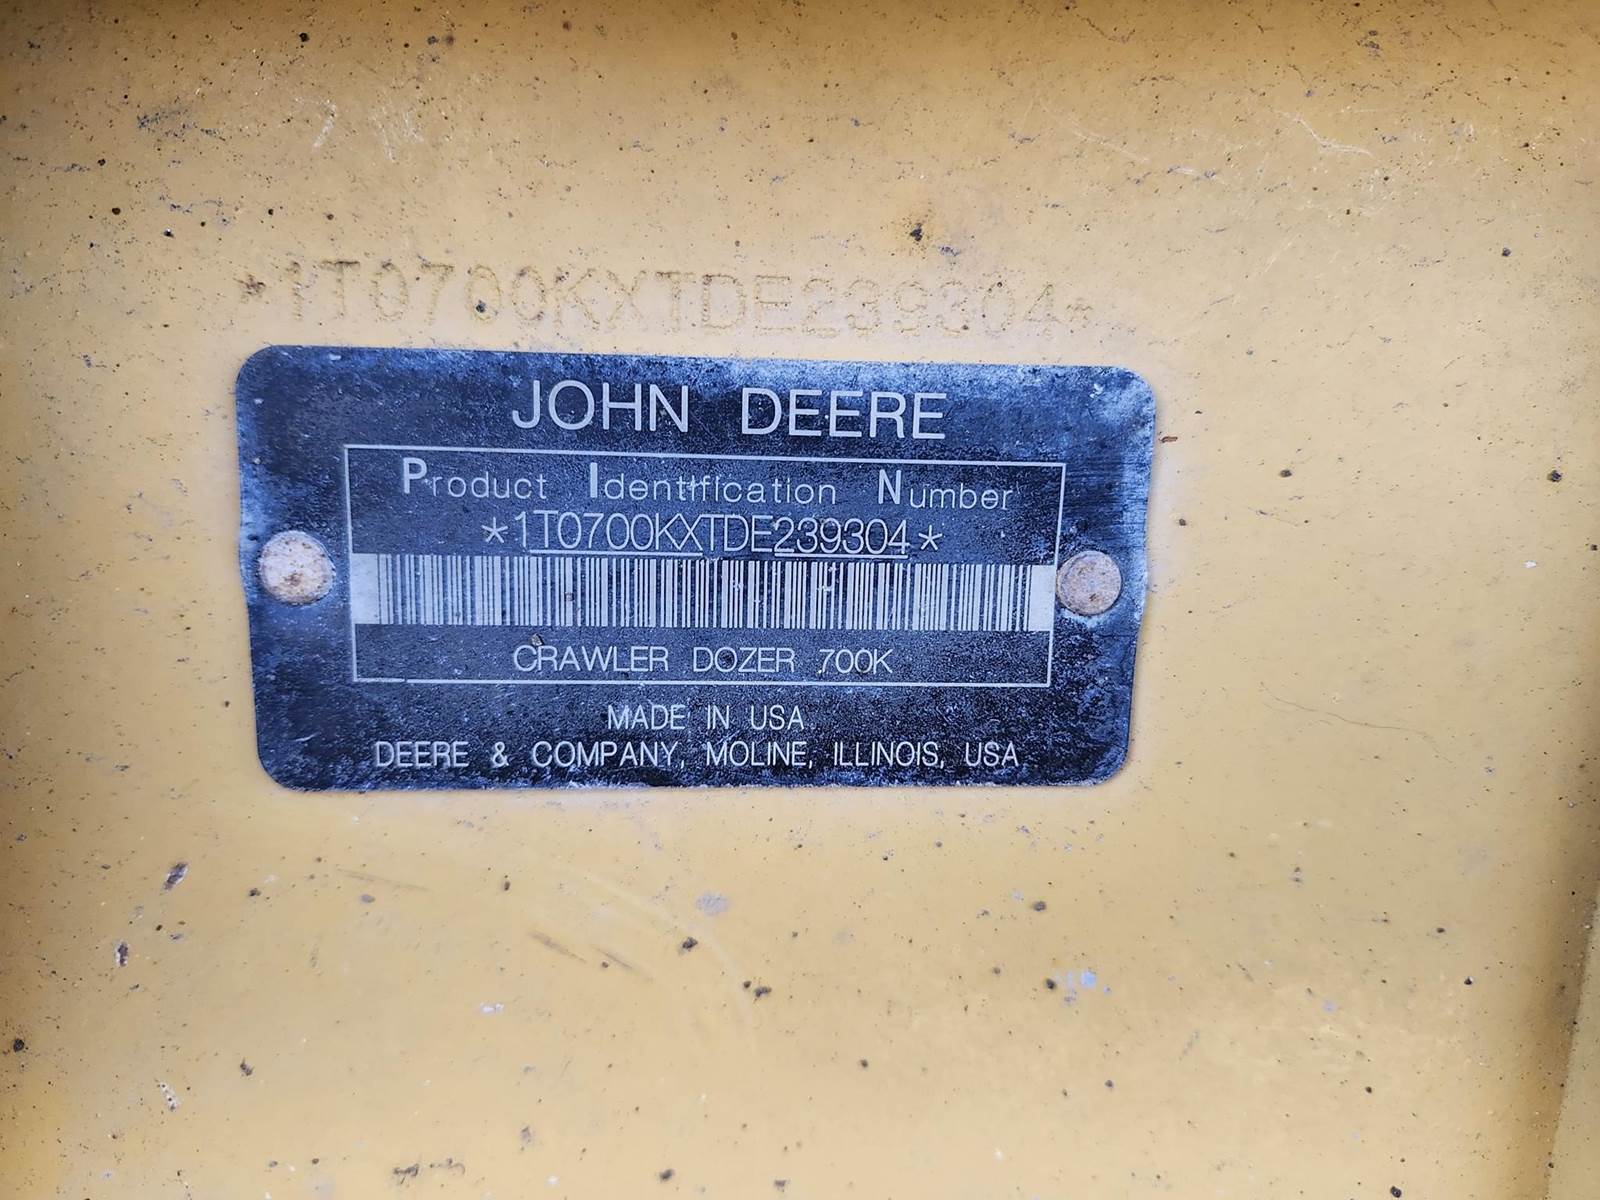 *1T0700KXTDE239304*
JOHN DEERE
Product Identification Number
*1T0700KXTDE239304*
CRAWLER DOZER 700K
MADE IN USA
DEERE & COMPANY, MOLINE, ILLINOIS, USA